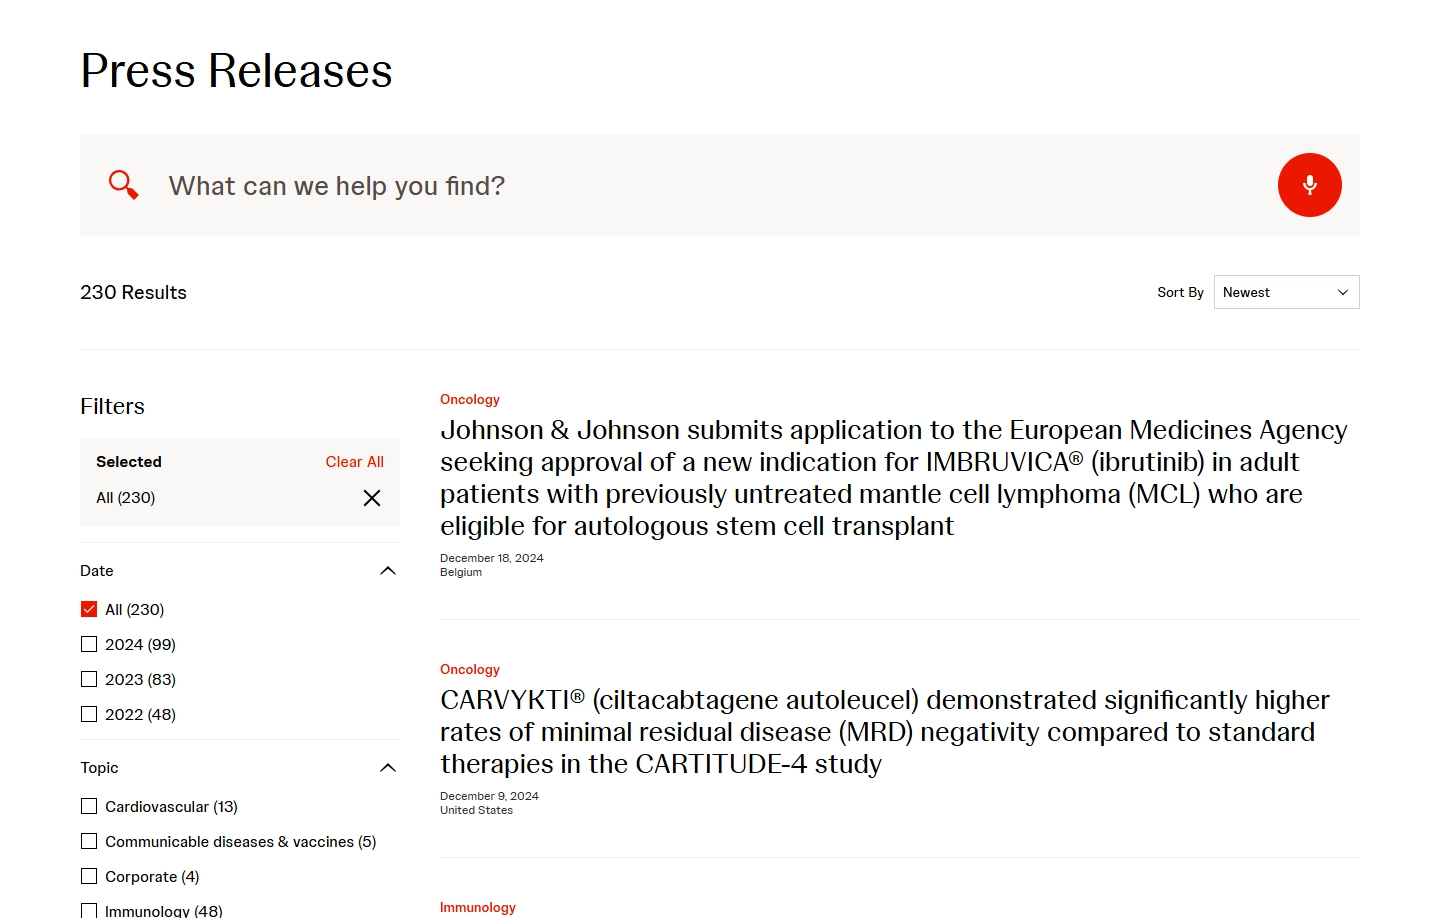 Press Releases
What can we help you find?
230 Results
Sort By
Newest
Filters
Selected
Clear All
All (230)
Date
All (230)
2024 (99)
2023 (83)
2022 (48)
Topic
Cardiovascular (13)
Communicable diseases & vaccines (5)
Corporate (4)
Immunology (48)
Oncology
Johnson & Johnson submits application to the European Medicines Agency
seeking approval of a new indication for IMBRUVICA® (ibrutinib) in adult
patients with previously untreated mantle cell lymphoma (MCL) who are
eligible for autologous stem cell transplant
December 18, 2024
Belgium
Oncology
CARVYKTI® (ciltacabtagene autoleucel) demonstrated significantly higher
rates of minimal residual disease (MRD) negativity compared to standard
therapies in the CARTITUDE-4 study
December 9, 2024
United States
Immunology